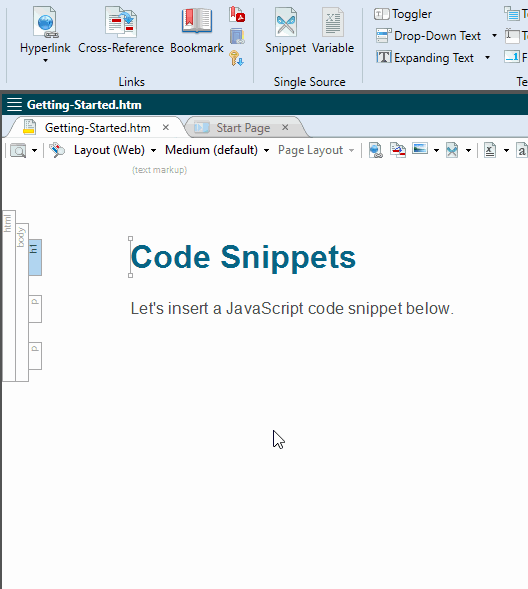 Hyperlink Cross-Reference Bookmark Snippet Variable Toggler
Drop-Down Text
Expanding Text
Links Single Source
Getting-Started.htm
Getting-Started.htm Start Page
Layout (Web) Medium (default) Page Layout
(text markup)
html
body
h1
Code Snippets
p
Let's insert a JavaScript code snippet below.
p